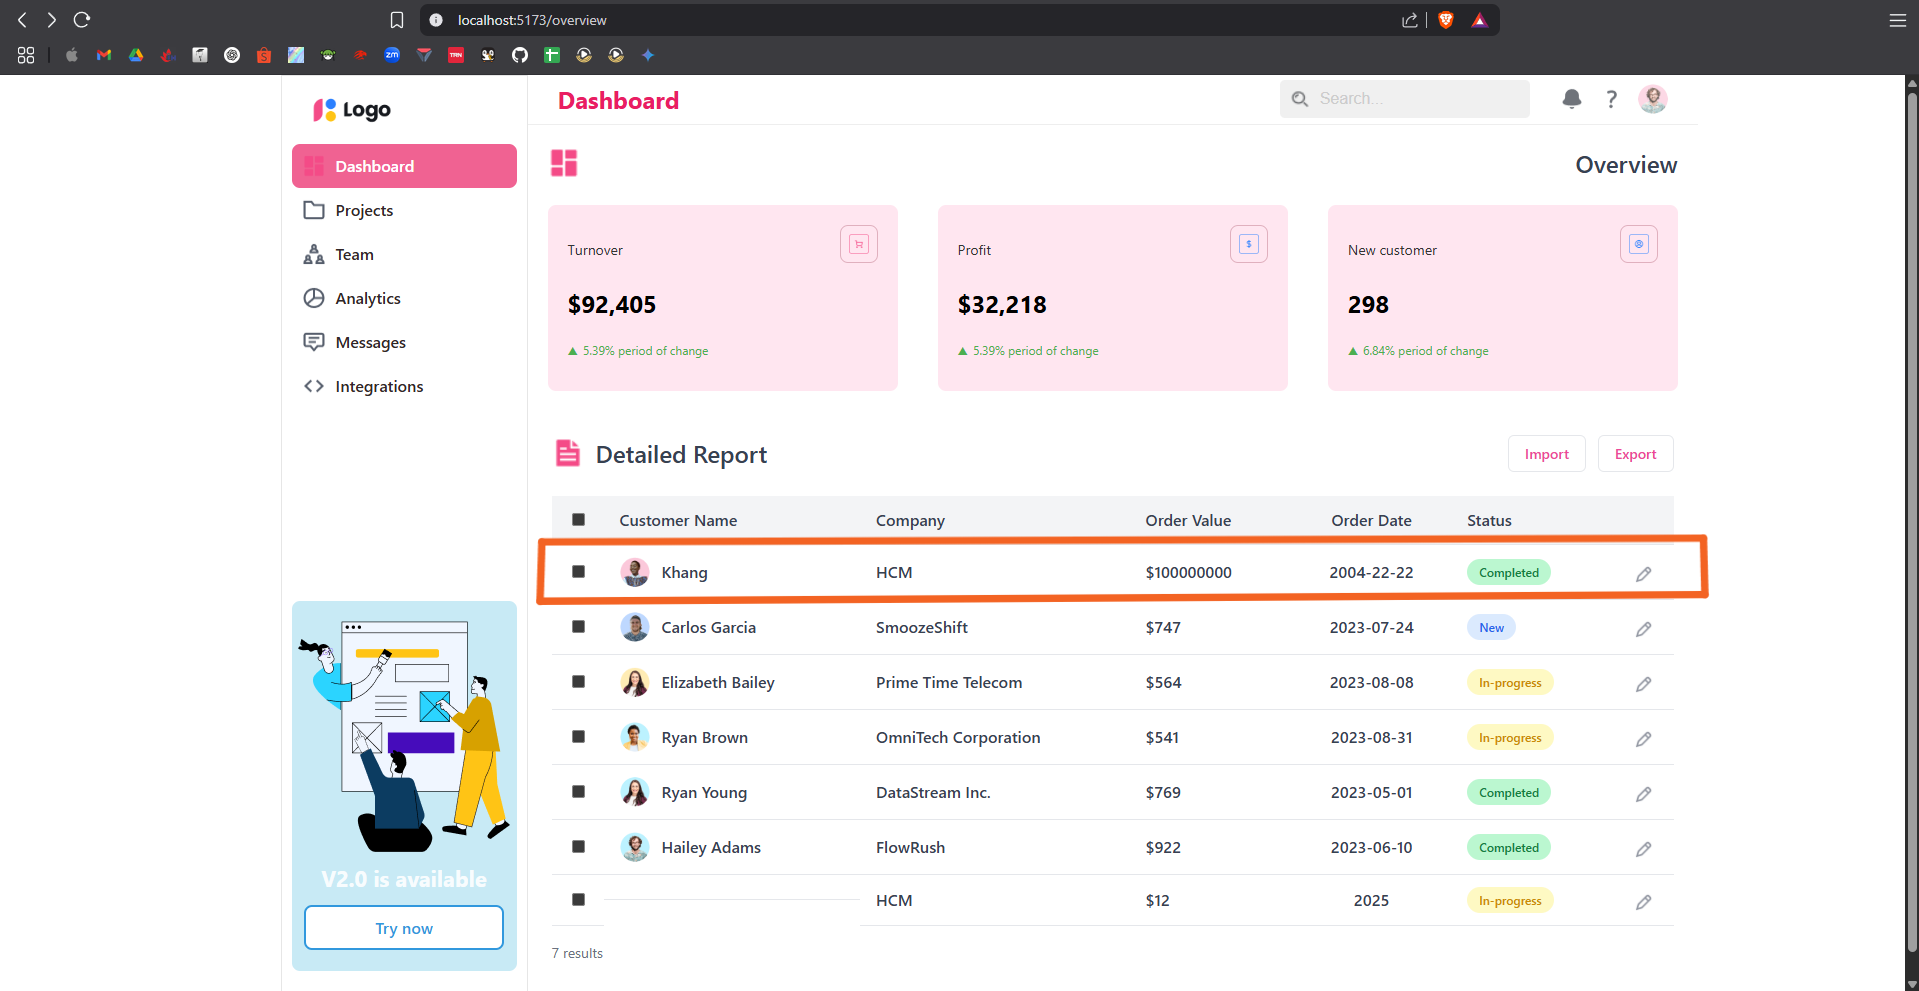 localhost:5173/overview
zm
TRN
Logo
Dashboard
Search...
?
Dashboard
Projects
Team
Analytics
Messages
Integrations
Overview
Turnover
$92,405
5.39% period of change
Profit
$
$32,218
5.39% period of change
New customer
298
6.84% period of change
Detailed Report
Import
Export
Customer Name Company Order Value Order Date Status
Khang HCM $100000000 2004-22-22 Completed
Carlos Garcia SmoozeShift $747 2023-07-24 New
Elizabeth Bailey Prime Time Telecom $564 2023-08-08 In-progress
Ryan Brown OmniTech Corporation $541 2023-08-31 In-progress
Ryan Young DataStream Inc. $769 2023-05-01 Completed
Hailey Adams FlowRush $922 2023-06-10 Completed
HCM $12 2025 In-progress
7 results
V2.0 is available
Try now